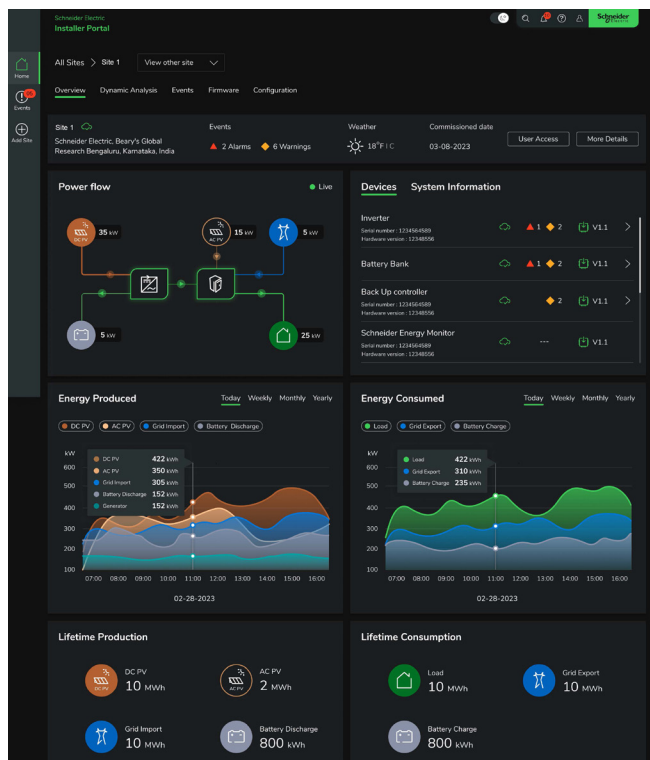 Schneider Electric
Installer Portal
Schneider
Electric
All Sites > Site 1 View other site
Home
Events
Add Site
Overview Dynamic Analysis Events Firmware Configuration
Site 1 Events Weather Commissioned date
Schneider Electric, Beary's Global
Research Bengaluru, Karnataka, India
2 Alarms 6 Warnings 18°F | C 03-08-2023 User Access More Details
Power flow Live
DC PV 35 kW AC PV 15 kW 5 kW
5 kW 25 kW
Devices System Information
Inverter
Serial number : 1234564589
Hardware version : 12348556
1 2 V1.1
Battery Bank 1 2 V1.1
Back Up controller
Serial number : 1234564589
Hardware version : 12348556
2 V1.1
Schneider Energy Monitor
Serial number : 1234564589
Hardware version : 12348556
--- V1.1
Energy Produced Today Weekly Monthly Yearly
DC PV AC PV Grid Import Battery Discharge
kW
600
500
400
300
200
100
DC PV 422 kWh
AC PV 350 kWh
Grid Import 305 kWh
Battery Discharge 152 kWh
Generator 152 kWh
07:00 08:00 09:00 10:00 11:00 12:00 13:00 14:00 15:00 16:00
02-28-2023
Energy Consumed Today Weekly Monthly Yearly
Load Grid Export Battery Charge
kW
600
500
400
300
200
100
Load 422 kWh
Grid Export 310 kWh
Battery Charge 235 kWh
07:00 08:00 09:00 10:00 11:00 12:00 13:00 14:00 15:00 16:00
02-28-2023
Lifetime Production
DC PV
DC PV
10 MWh
AC PV
AC PV
2 MWh
Grid Import
10 MWh
Battery Discharge
800 kWh
Lifetime Consumption
Load
10 MWh
Grid Export
10 MWh
Battery Charge
800 kWh